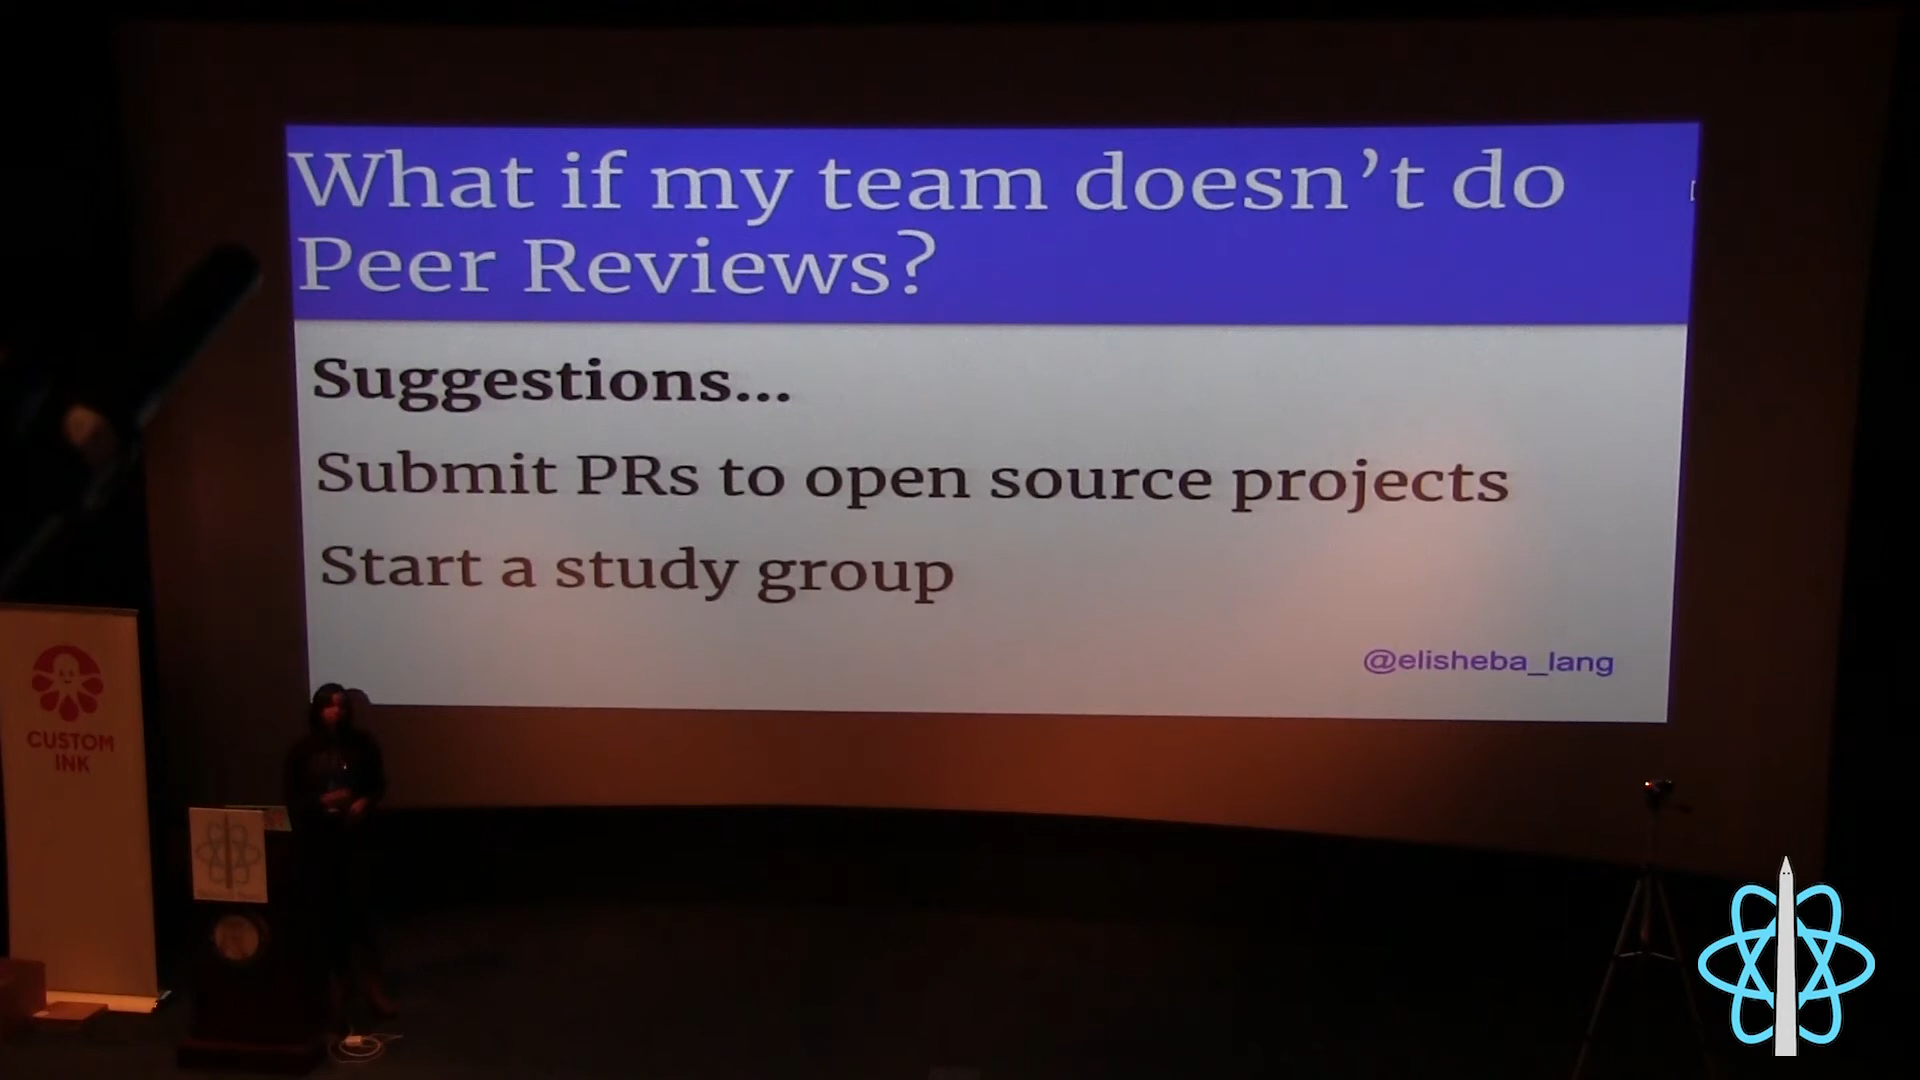 What if my team doesn't do
Peer Reviews?
Suggestions...
Submit PRs to open source projects
Start a study group
@elisheba_lang
CUSTOM
INK